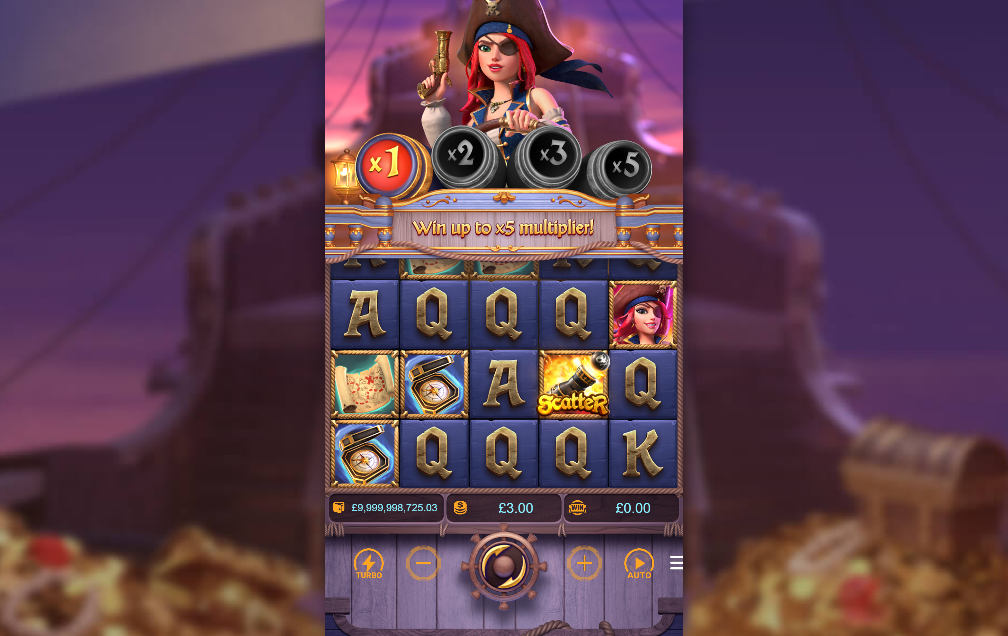 x1 x2 x3 x5
Win up to x5 multiplier!
A Q Q Q
A Scatter Q
Q Q Q K
£9,999,998,725.03 £3.00 WIN £0.00
TURBO AUTO